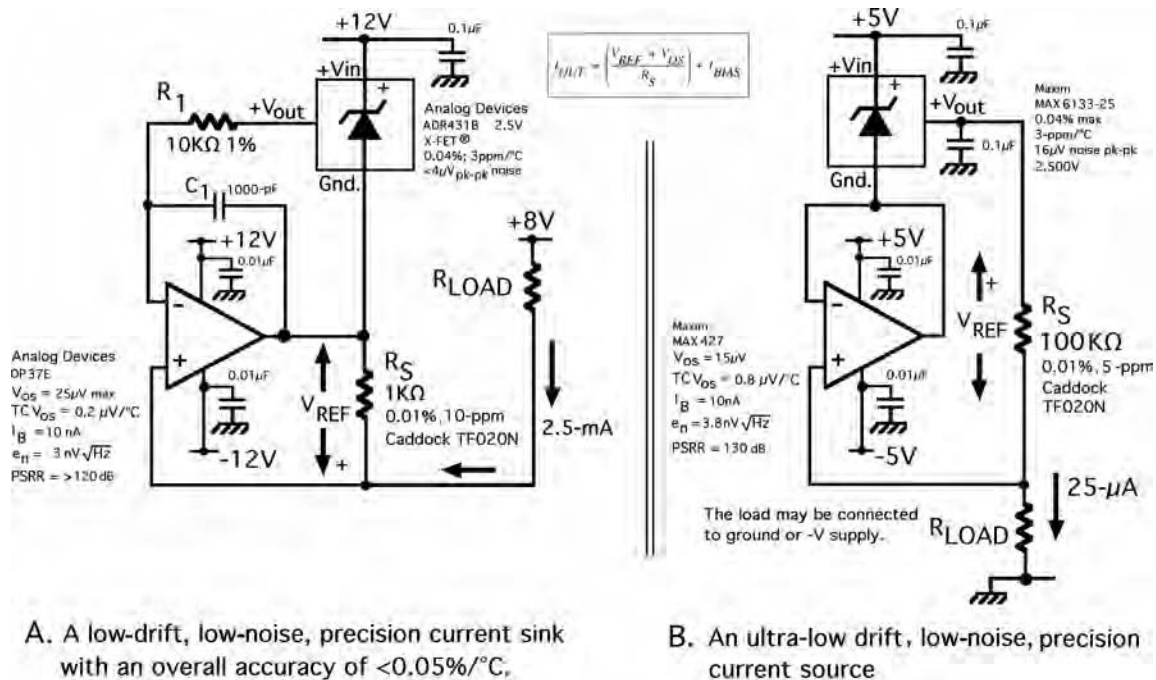 +12V
0.1µF
+Vin
+
R1
+Vout
10KΩ 1%
Analog Devices
ADR431B 2.5V
X-FET®
0.04%; 3ppm/°C
<4µVpk-pk noise
C1
1000-pF
Gnd.
+12V
0.01µF
+8V
RLOAD
−
+
Analog Devices
OP37E
VOS = 25µV max
TC VOS = 0.2 µV/°C
IB = 10 nA
en = 3 nV√Hz
PSRR = >120 dB
0.01µF
-12V
VREF
+
RS
1KΩ
0.01%, 10-ppm
Caddock TF020N
2.5-mA
A. A low-drift, low-noise, precision current sink
with an overall accuracy of <0.05%/°C.
VREF + VOS
RS
IBIAS
+5V
0.1µF
+Vin
+
+Vout
0.1µF
Maxim
MAX 6133-25
0.04% max
3-ppm/°C
16µV noise pk-pk
2.500V
Gnd.
+5V
0.01µF
−
+
Maxim
MAX 427
VOS = 15µV
TC VOS = 0.8 µV/°C
IB = 10nA
en = 3.8nV√Hz
PSRR = 130 dB
0.01µF
-5V
+
VREF
RS
100KΩ
0.01%, 5-ppm
Caddock
TF020N
The load may be connected
to ground or -V supply.
RLOAD
25-µA
B. An ultra-low drift, low-noise, precision
current source